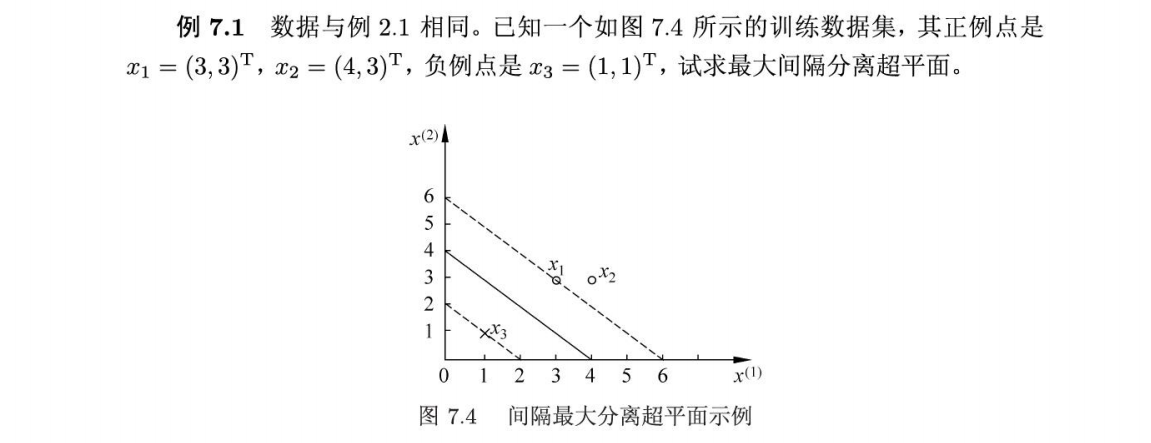 例 7.1 数据与例 2.1 相同。已知一个如图 7.4 所示的训练数据集，其正例点是
x₁ = (3, 3)ᵀ，x₂ = (4, 3)ᵀ，负例点是 x₃ = (1, 1)ᵀ，试求最大间隔分离超平面。
x⁽²⁾
6
5
4
3 x₁ x₂
2
1 x₃
0 1 2 3 4 5 6 x⁽¹⁾
图 7.4 间隔最大分离超平面示例